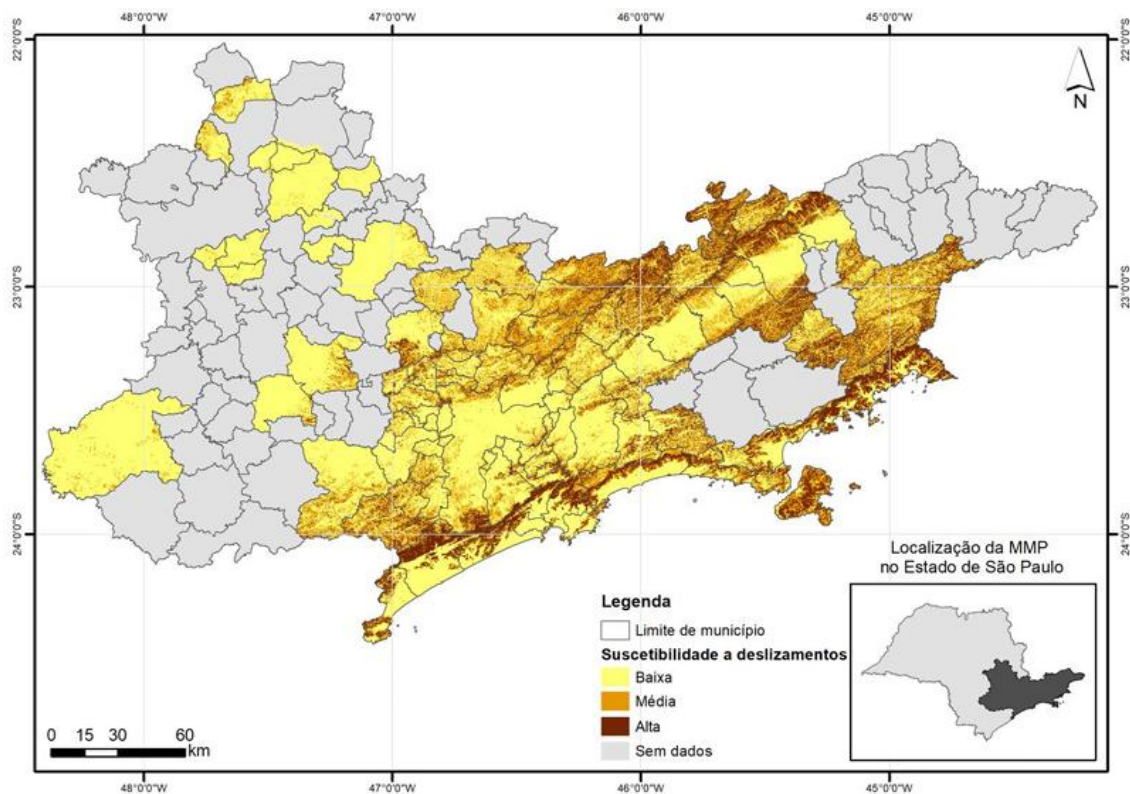 48°0'0"W 47°0'0"W 46°0'0"W 45°0'0"W
22°0'0"S 22°0'0"S
N
23°0'0"S 23°0'0"S
24°0'0"S 24°0'0"S
Localização da MMP
no Estado de São Paulo
Legenda
Limite de município
Suscetibilidade a deslizamentos
Baixa
Média
Alta
Sem dados
0 15 30 60
km
48°0'0"W 47°0'0"W 46°0'0"W 45°0'0"W